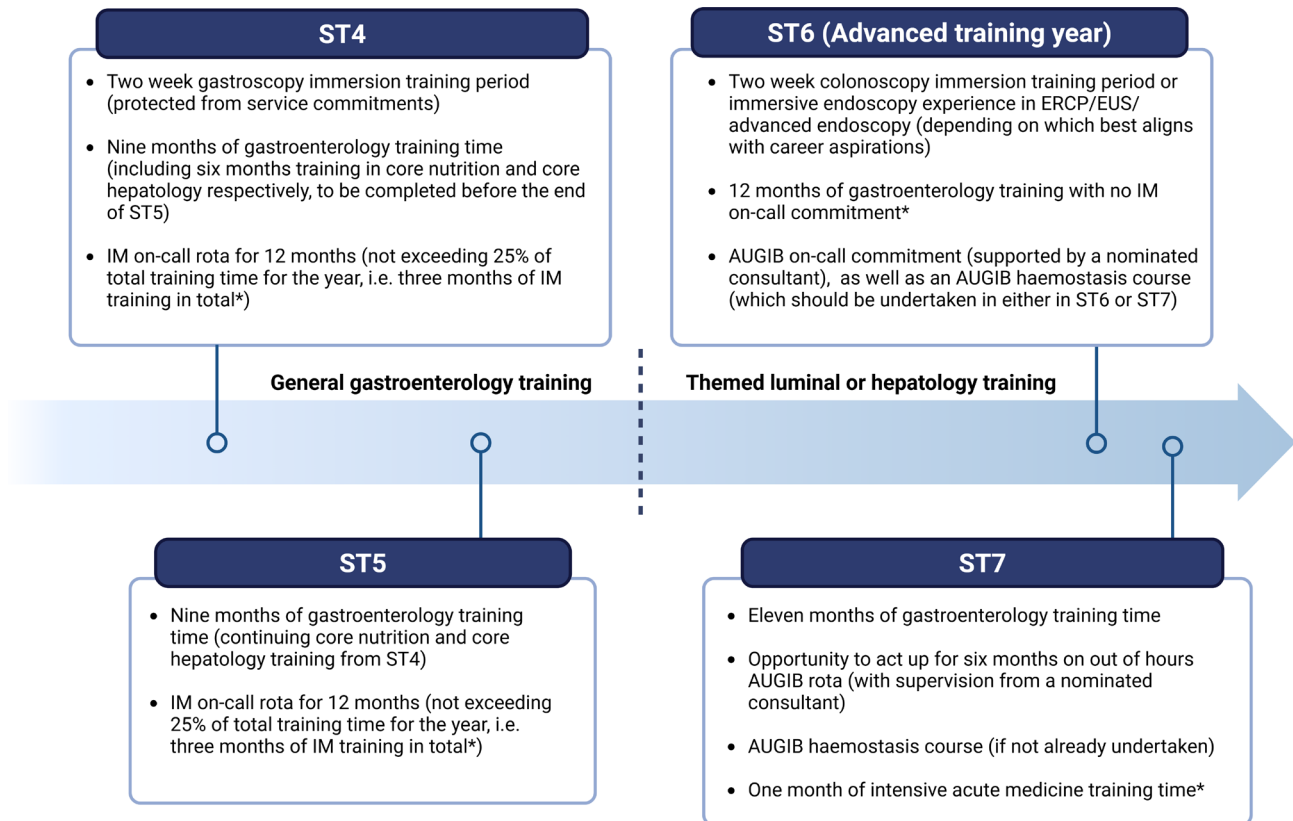 ST4
• Two week gastroscopy immersion training period
(protected from service commitments)
• Nine months of gastroenterology training time
(including six months training in core nutrition and core
hepatology respectively, to be completed before the end
of ST5)
• IM on-call rota for 12 months (not exceeding 25% of
total training time for the year, i.e. three months of IM
training in total*)
ST6 (Advanced training year)
• Two week colonoscopy immersion training period or
immersive endoscopy experience in ERCP/EUS/
advanced endoscopy (depending on which best aligns
with career aspirations)
• 12 months of gastroenterology training with no IM
on-call commitment*
• AUGIB on-call commitment (supported by a nominated
consultant),  as well as an AUGIB haemostasis course
(which should be undertaken in either in ST6 or ST7)
General gastroenterology training
Themed luminal or hepatology training
ST5
• Nine months of gastroenterology training
time (continuing core nutrition and core
hepatology training from ST4)
• IM on-call rota for 12 months (not exceeding
25% of total training time for the year, i.e.
three months of IM training in total*)
ST7
• Eleven months of gastroenterology training time
• Opportunity to act up for six months on out of hours
AUGIB rota (with supervision from a nominated
consultant)
• AUGIB haemostasis course (if not already undertaken)
• One month of intensive acute medicine training time*